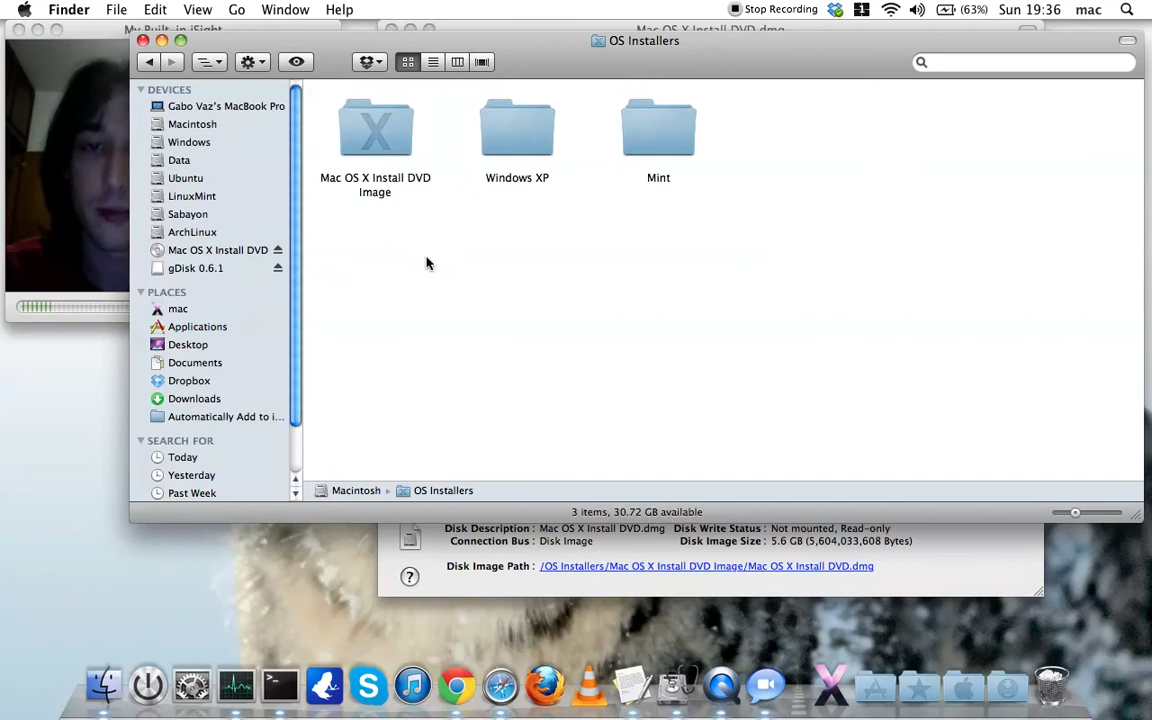 Finder File Edit View Go Window Help
Stop Recording (63%) Sun 19:36 mac
My Built-in iSight
Mac OS X Install DVD.dmg
OS Installers
DEVICES
Gabo Vaz's MacBook Pro
Macintosh
Windows
Data
Ubuntu
LinuxMint
Sabayon
ArchLinux
Mac OS X Install DVD
gDisk 0.6.1
PLACES
mac
Applications
Desktop
Documents
Dropbox
Downloads
Automatically Add to i...
SEARCH FOR
Today
Yesterday
Past Week
Mac OS X Install DVD
Image
Windows XP
Mint
Macintosh OS Installers
3 items, 30.72 GB available
Disk Description : Mac OS X Install DVD.dmg Disk Write Status : Not mounted, Read-only
Connection Bus : Disk Image Disk Image Size : 5.6 GB (5,604,033,608 Bytes)
Disk Image Path : /OS Installers/Mac OS X Install DVD Image/Mac OS X Install DVD.dmg